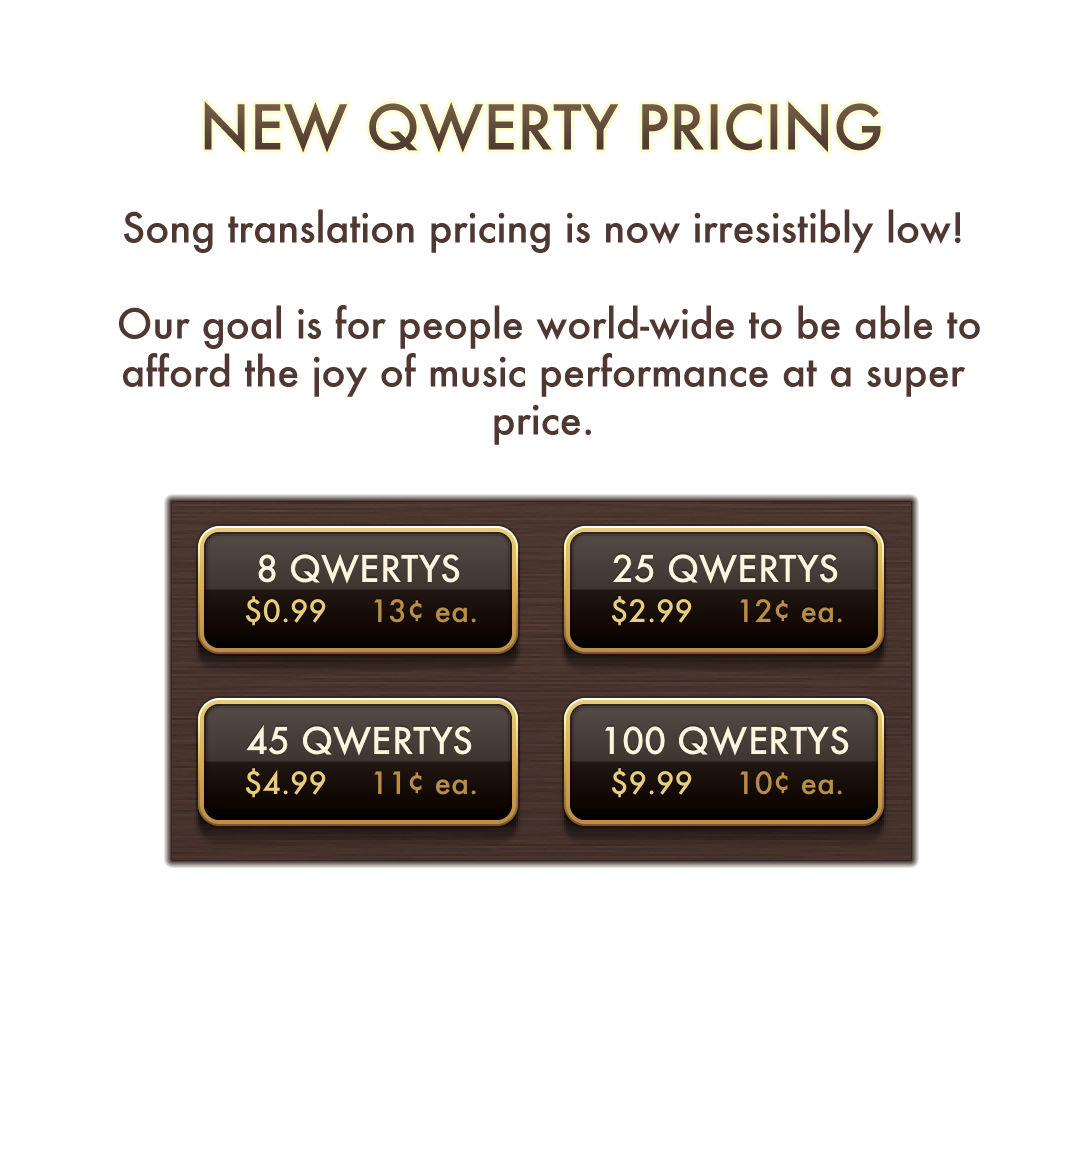 NEW QWERTY PRICING
Song translation pricing is now irresistibly low!
Our goal is for people world-wide to be able to
afford the joy of music performance at a super
price.
8 QWERTYS
$0.99 13¢ ea.
25 QWERTYS
$2.99 12¢ ea.
45 QWERTYS
$4.99 11¢ ea.
100 QWERTYS
$9.99 10¢ ea.